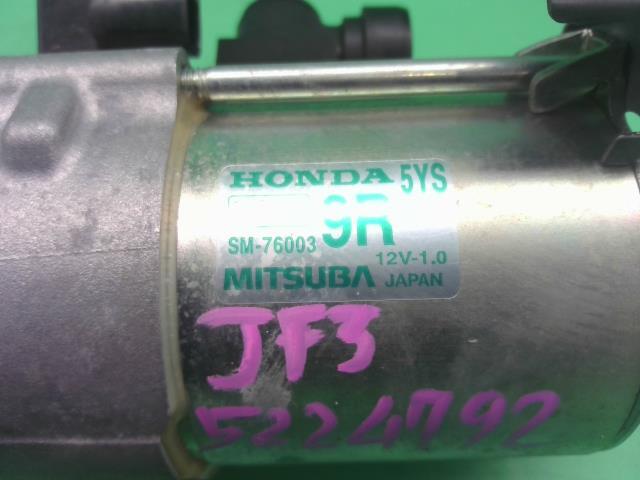 HONDA 5YS
9R
SM-76003
12V-1.0
MITSUBA JAPAN
JF3
5224792